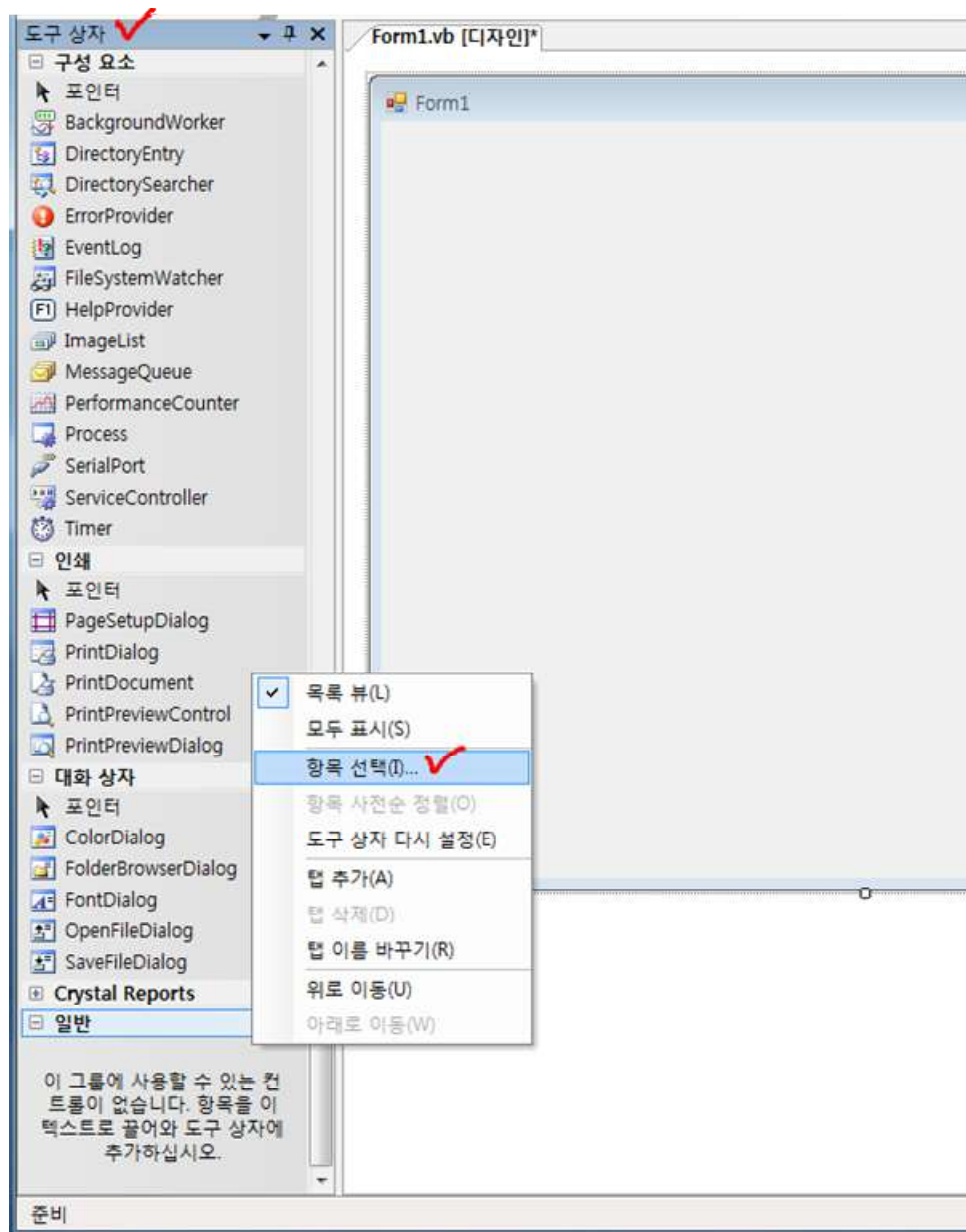 도구 상자
구성 요소
포인터
BackgroundWorker
DirectoryEntry
DirectorySearcher
ErrorProvider
EventLog
FileSystemWatcher
HelpProvider
ImageList
MessageQueue
PerformanceCounter
Process
SerialPort
ServiceController
Timer
인쇄
포인터
PageSetupDialog
PrintDialog
PrintDocument
PrintPreviewControl
PrintPreviewDialog
대화 상자
포인터
ColorDialog
FolderBrowserDialog
FontDialog
OpenFileDialog
SaveFileDialog
Crystal Reports
일반
이 그룹에 사용할 수 있는 컨
트롤이 없습니다. 항목을 이
텍스트로 끌어와 도구 상자에
추가하십시오.
준비
Form1.vb [디자인]*
Form1
목록 뷰(L)
모두 표시(S)
항목 선택(I)...
항목 사전순 정렬(O)
도구 상자 다시 설정(E)
탭 추가(A)
탭 삭제(D)
탭 이름 바꾸기(R)
위로 이동(U)
아래로 이동(W)